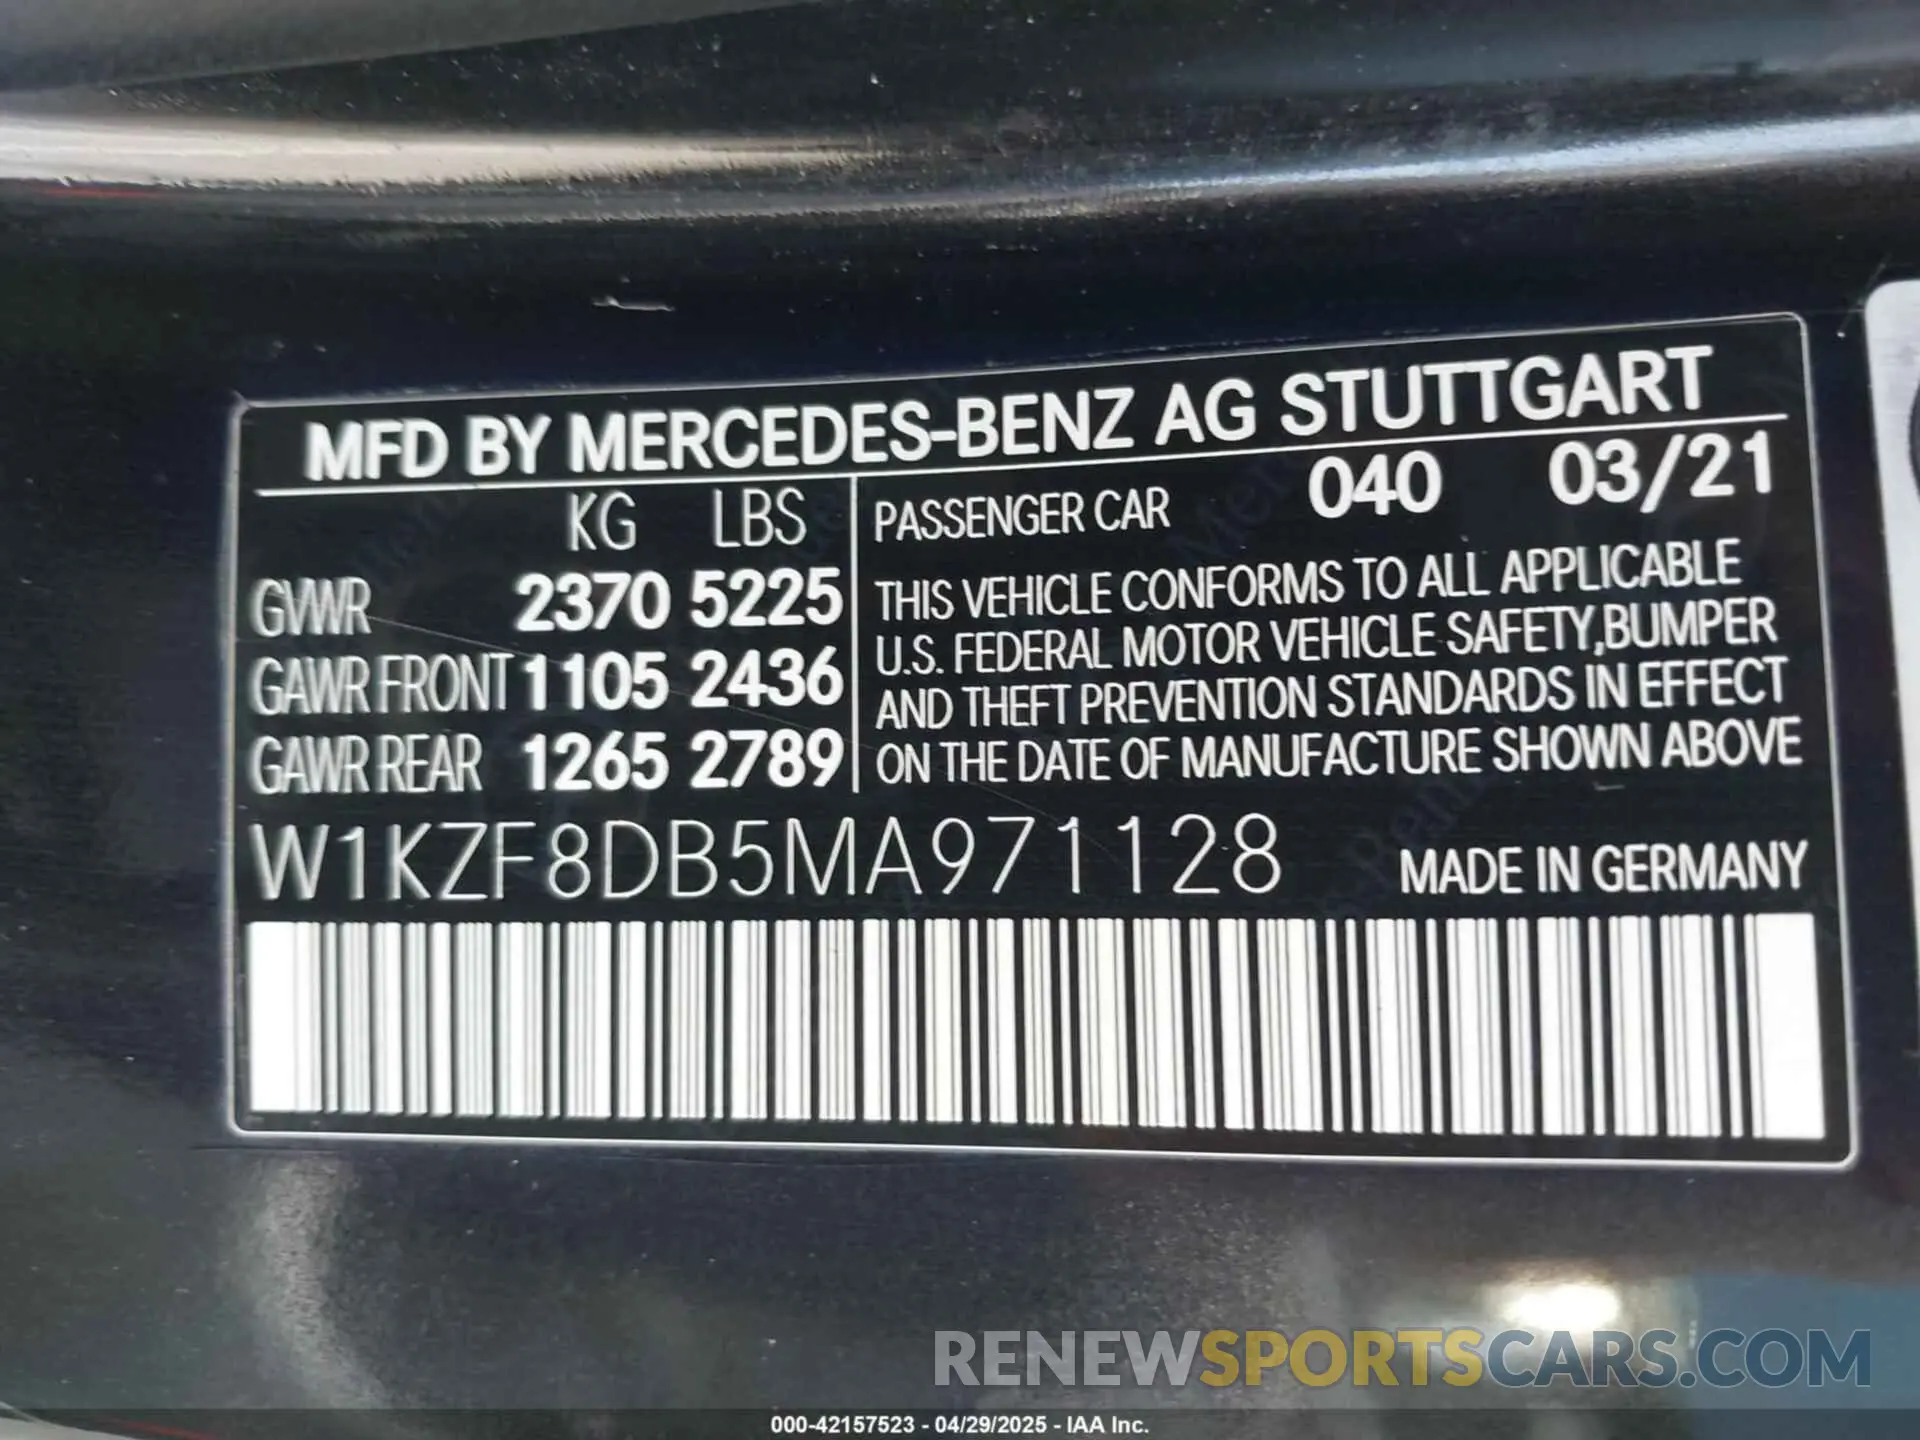 MFD BY MERCEDES-BENZ AG STUTTGART
KG LBS
GVWR 2370 5225
GAWR FRONT 1105 2436
GAWR REAR 1265 2789
PASSENGER CAR 040 03/21
THIS VEHICLE CONFORMS TO ALL APPLICABLE
U.S. FEDERAL MOTOR VEHICLE SAFETY,BUMPER
AND THEFT PREVENTION STANDARDS IN EFFECT
ON THE DATE OF MANUFACTURE SHOWN ABOVE
W1KZF8DB5MA971128
MADE IN GERMANY
RENEWSPORTSCARS.COM
000-42157523 - 04/29/2025 - IAA Inc.